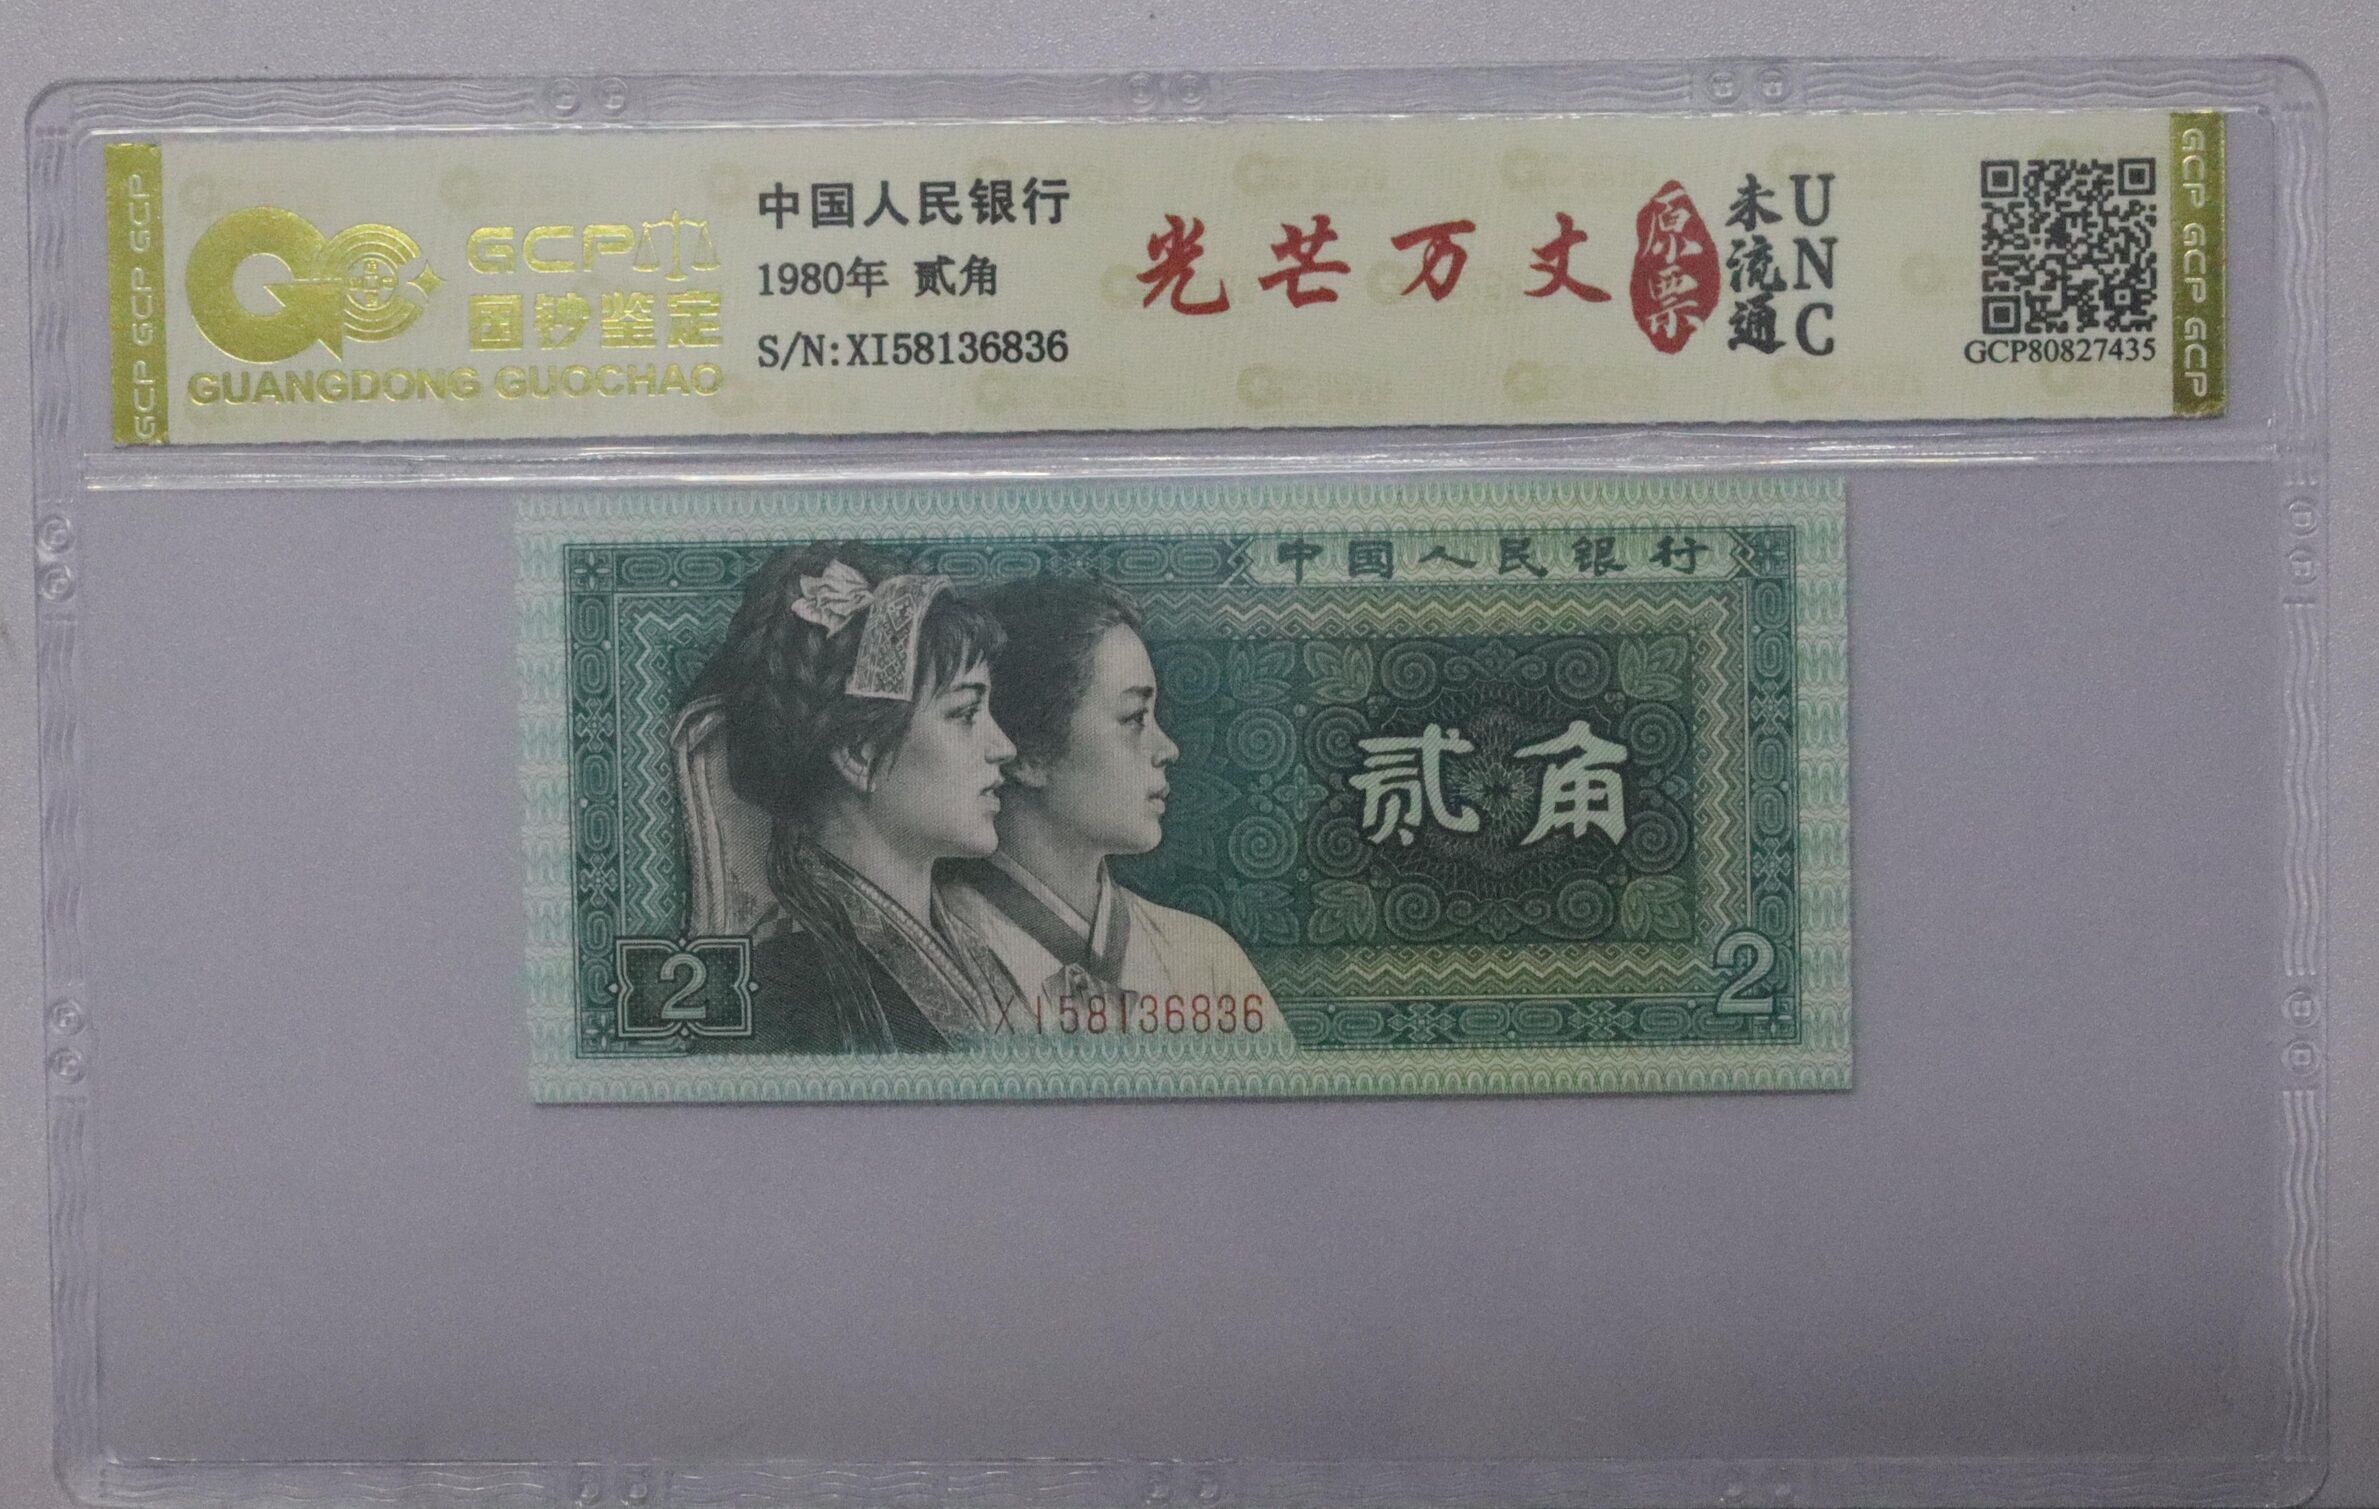 GCP GCP GCP
GCP
国钞鉴定
GUANGDONG GUOCHAO
中国人民银行
1980年 贰角
S/N:XI58136836
光芒万丈
原票
未流通
UNC
GCP80827435
GCP GCP GCP
中国人民银行
贰角
2
2
XI58136836